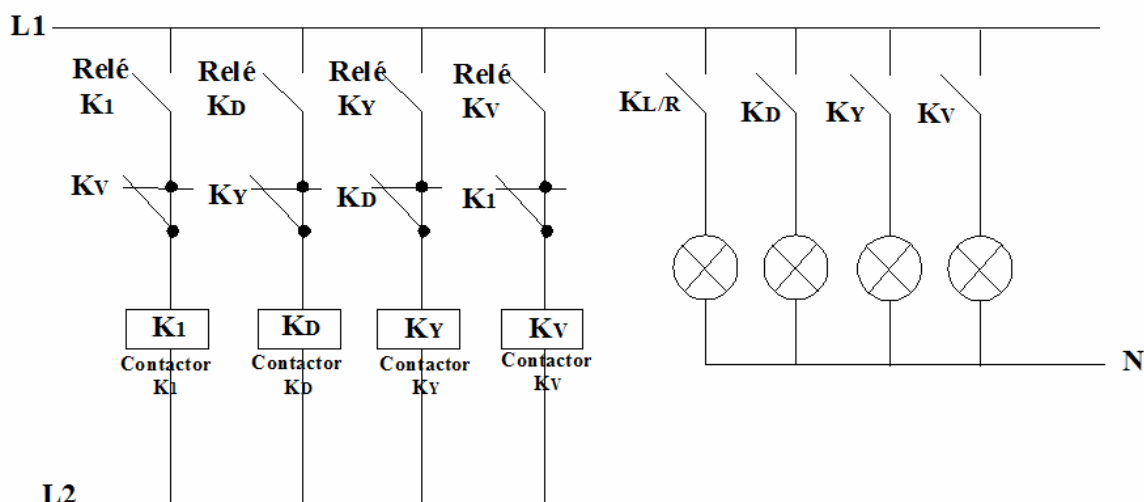 L1
Relé
K1
Relé
KD
Relé
KY
Relé
KV
KL/R
KD
KY
KV
KV
KY
KD
K1
K1
KD
KY
KV
Contactor
K1
Contactor
KD
Contactor
KY
Contactor
KV
N
L2